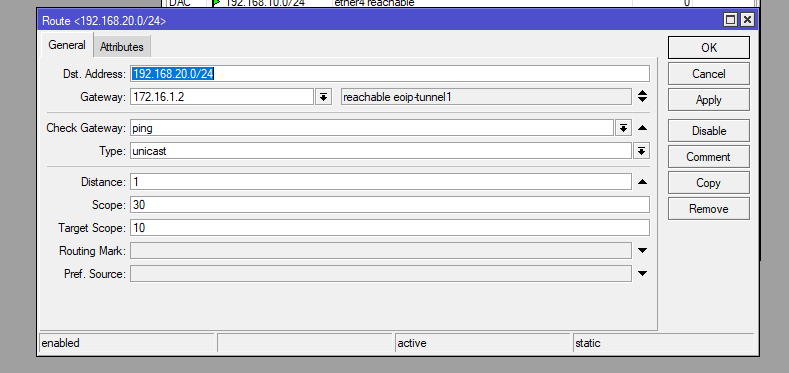 DAC 192.168.10.0/24 ether4 reachable 0
Route <192.168.20.0/24>
General Attributes
OK
Dst. Address: 192.168.20.0/24
Cancel
Gateway: 172.16.1.2 reachable eoip-tunnel1
Apply
Check Gateway: ping
Disable
Type: unicast
Comment
Distance: 1
Copy
Scope: 30
Remove
Target Scope: 10
Routing Mark:
Pref. Source:
enabled active static